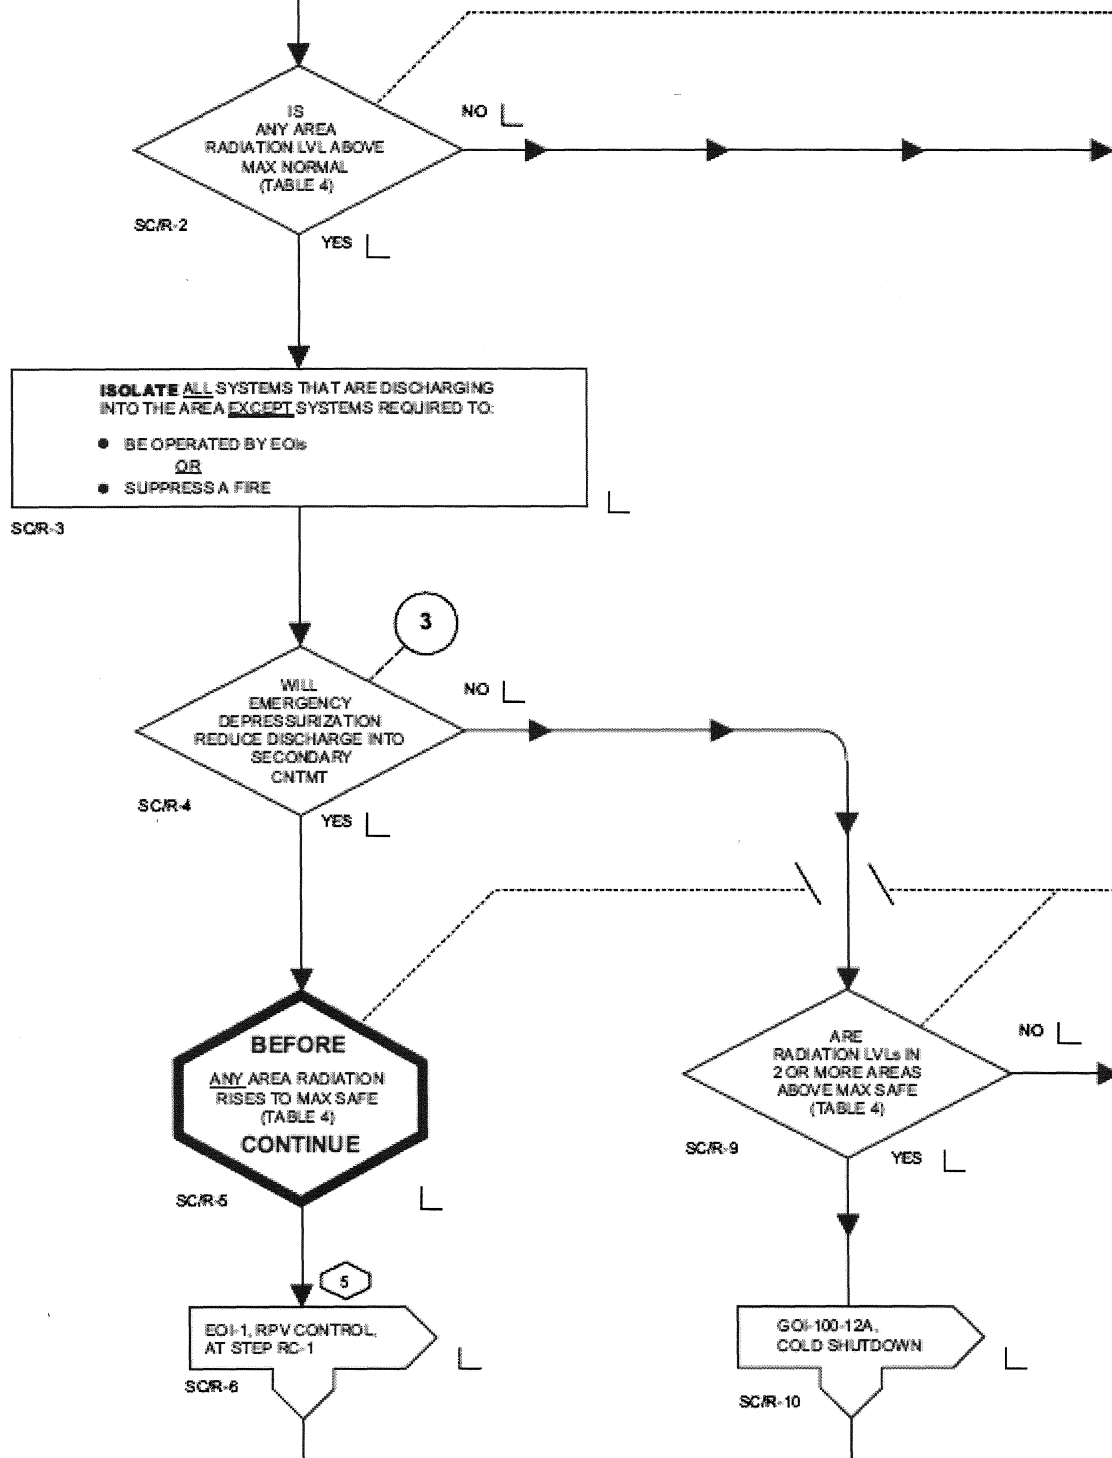 IS
ANY AREA
RADIATION LVL ABOVE
MAX NORMAL
(TABLE 4)
NO
SC/R-2
YES
ISOLATE ALL SYSTEMS THAT ARE DISCHARGING
INTO THE AREA EXCEPT SYSTEMS REQUIRED TO:
● BE OPERATED BY EOIs
OR
● SUPPRESS A FIRE
SC/R-3
3
WILL
EMERGENCY
DEPRESSURIZATION
REDUCE DISCHARGE INTO
SECONDARY
CNTMT
NO
SC/R-4
YES
BEFORE
ANY AREA RADIATION
RISES TO MAX SAFE
(TABLE 4)
CONTINUE
SC/R-5
ARE
RADIATION LVLs IN
2 OR MORE AREAS
ABOVE MAX SAFE
(TABLE 4)
NO
SC/R-9
YES
5
EOI-1, RPV CONTROL,
AT STEP RC-1
SC/R-6
GOI-100-12A,
COLD SHUTDOWN
SC/R-10